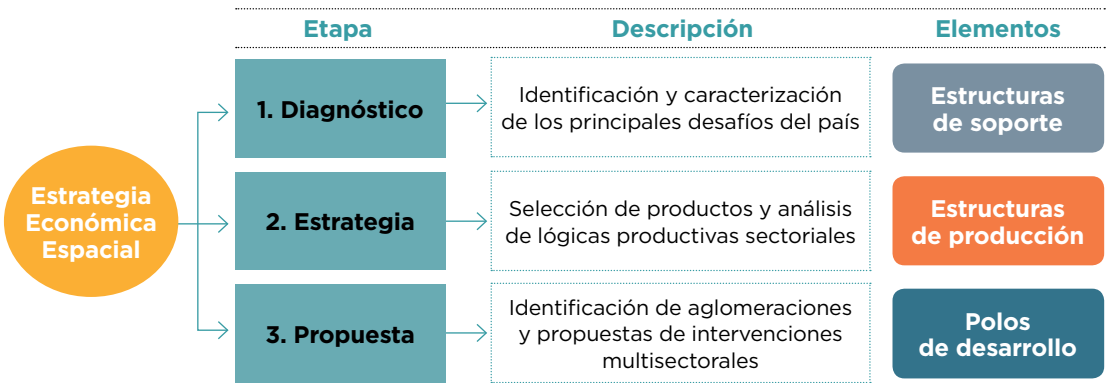 Etapa
Descripción
Elementos
Estrategia
Económica
Espacial
1. Diagnóstico
Identificación y caracterización
de los principales desafíos del país
Estructuras
de soporte
2. Estrategia
Selección de productos y análisis
de lógicas productivas sectoriales
Estructuras
de producción
3. Propuesta
Identificación de aglomeraciones
y propuestas de intervenciones
multisectorales
Polos
de desarrollo